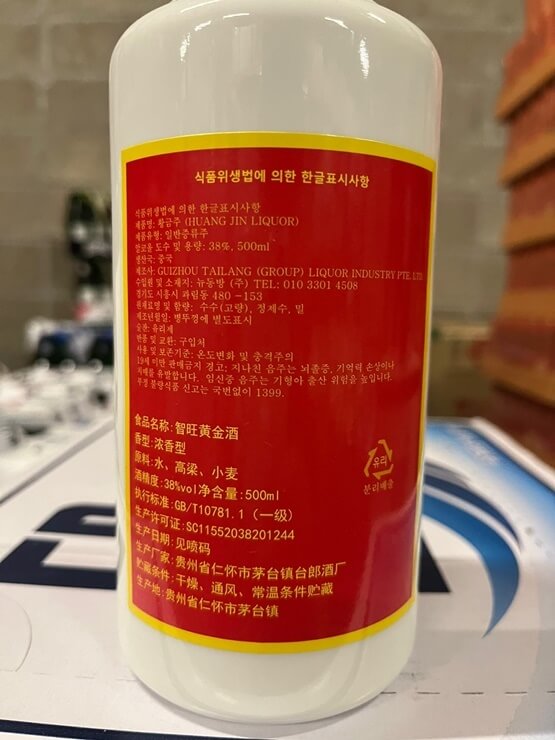 식품위생법에 의한 한글표시사항
식품위생법에 의한 한글표시사항
제품명: 황금주 (HUANG JIN LIQUOR)
제품유형: 일반증류주
알코올 도수 및 용량: 38%, 500ml
생산국: 중국
제조사: GUIZHOU TAILANG (GROUP) LIQUOR INDUSTRY PTE. LTD
수입원 및 소재지: 뉴동방 (주) TEL: 010 3301 4508
경기도 시흥시 과림동 480 -153
원재료명 및 함량: 수수(고량), 정제수, 밀
제조년월일: 병뚜껑에 별도표시
숫관: 유리제
반품 및 교환: 구입처
사용 및 보존기준: 온도변화 및 충격주의
19세 미만 판매금지 경고: 지나친 음주는 뇌졸중, 기억력 손상이나
치매를 유발합니다. 임신중 음주는 기형아 출산 위험을 높입니다.
부정 불량식품 신고는 국번없이 1399.
食品名称:智旺黄金酒
香型:浓香型
原料:水、高粱、小麦
酒精度:38%vol净含量:500ml
执行标准:GB/T10781.1（一级）
生产许可证:SC11552038201244
生产日期:见喷码
生产厂家:贵州省仁怀市茅台镇台郎酒厂
贮藏条件:干燥、通风、常温条件贮藏
生产地:贵州省仁怀市茅台镇
유리
분리배출